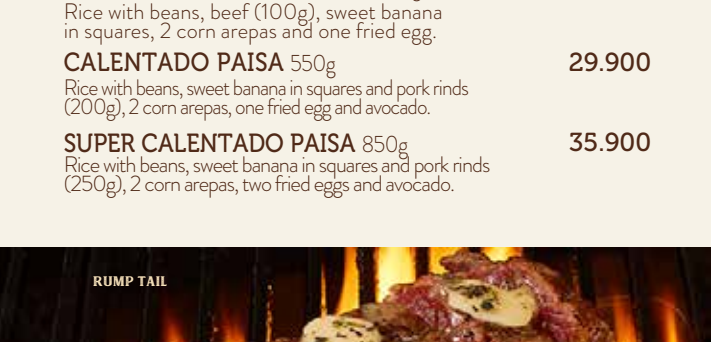 Rice with beans, beef (100g), sweet banana
in squares, 2 corn arepas and one fried egg.
CALENTADO PAISA 550g 29.900
Rice with beans, sweet banana in squares and pork rinds
(200g), 2 corn arepas, one fried egg and avocado.
SUPER CALENTADO PAISA 850g 35.900
Rice with beans, sweet banana in squares and pork rinds
(250g), 2 corn arepas, two fried eggs and avocado.
RUMP TAIL